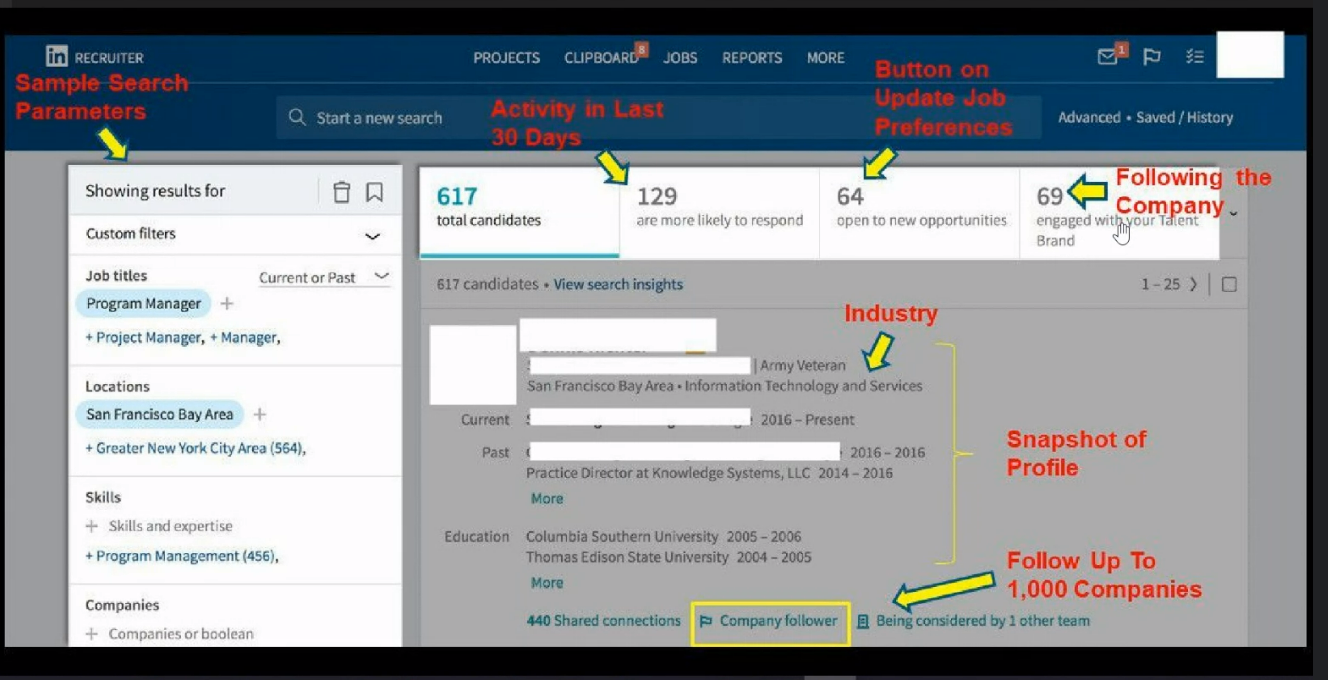 in RECRUITER
PROJECTS CLIPBOARD 8 JOBS REPORTS MORE
1
Sample Search
Parameters
Start a new search
Activity in Last
30 Days
Button on
Update Job
Preferences
Advanced • Saved / History
Showing results for
617
total candidates
129
are more likely to respond
64
open to new opportunities
69
engaged with your Talent
Brand
Following the
Company
Custom filters
Job titles
Current or Past
Program Manager +
+ Project Manager, + Manager,
Locations
San Francisco Bay Area +
+ Greater New York City Area (564),
Skills
+ Skills and expertise
+ Program Management (456),
Companies
+ Companies or boolean
617 candidates • View search insights
1 – 25
Industry
| Army Veteran
San Francisco Bay Area • Information Technology and Services
Current 2016 – Present
Past 2016 – 2016
Practice Director at Knowledge Systems, LLC 2014 – 2016
More
Snapshot of
Profile
Education Columbia Southern University 2005 – 2006
Thomas Edison State University 2004 – 2005
More
Follow Up To
1,000 Companies
440 Shared connections Company follower Being considered by 1 other team